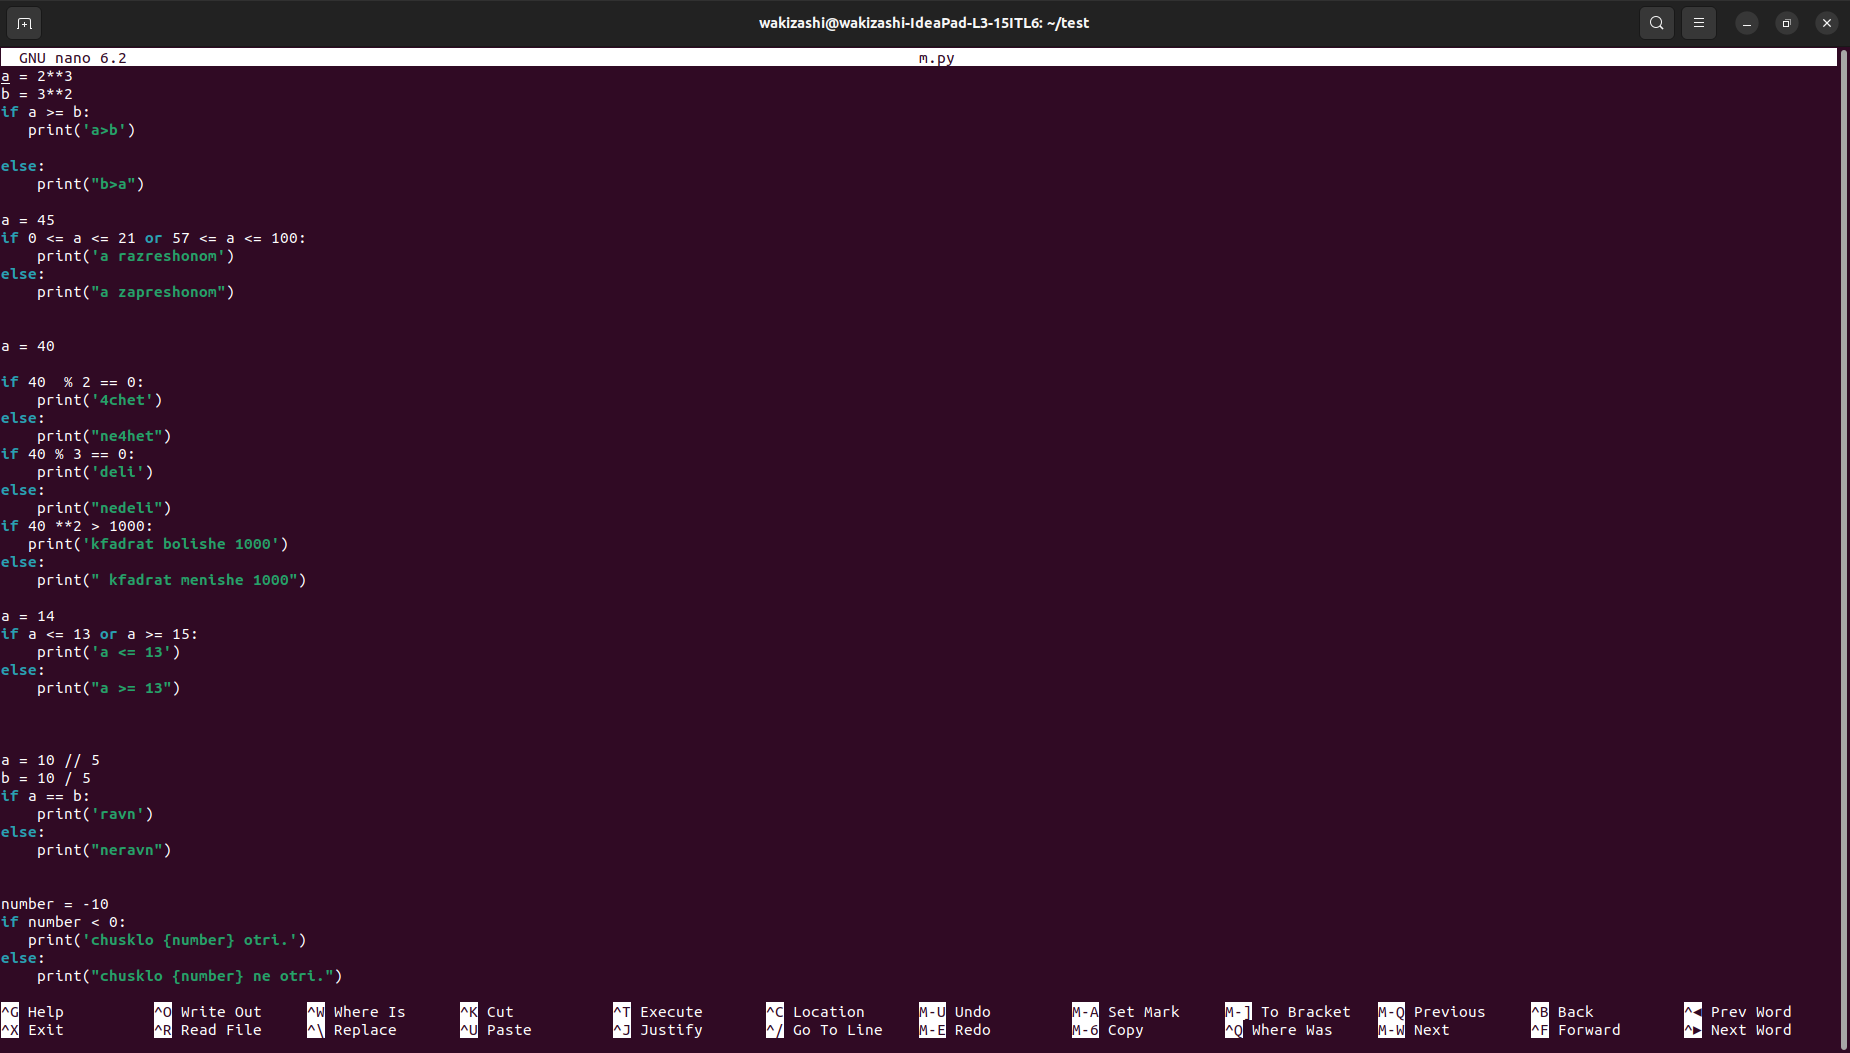 wakizashi@wakizashi-IdeaPad-L3-15ITL6: ~/test
GNU nano 6.2 m.py
a = 2**3
b = 3**2
if a >= b:
   print('a>b')
else:
    print("b>a")
a = 45
if 0 <= a <= 21 or 57 <= a <= 100:
    print('a razreshonom')
else:
    print("a zapreshonom")
a = 40
if 40  % 2 == 0:
    print('4chet')
else:
    print("ne4het")
if 40 % 3 == 0:
    print('deli')
else:
    print("nedeli")
if 40 **2 > 1000:
   print('kfadrat bolishe 1000')
else:
    print(" kfadrat menishe 1000")
a = 14
if a <= 13 or a >= 15:
    print('a <= 13')
else:
    print("a >= 13")
a = 10 // 5
b = 10 / 5
if a == b:
    print('ravn')
else:
    print("neravn")
number = -10
if number < 0:
   print('chusklo {number} otri.')
else:
    print("chusklo {number} ne otri.")
^G Help ^O Write Out ^W Where Is ^K Cut ^T Execute ^C Location M-U Undo M-A Set Mark M-] To Bracket M-Q Previous ^B Back ^◄ Prev Word
^X Exit ^R Read File ^\ Replace ^U Paste ^J Justify ^/ Go To Line M-E Redo M-6 Copy ^Q Where Was M-W Next ^F Forward ^► Next Word